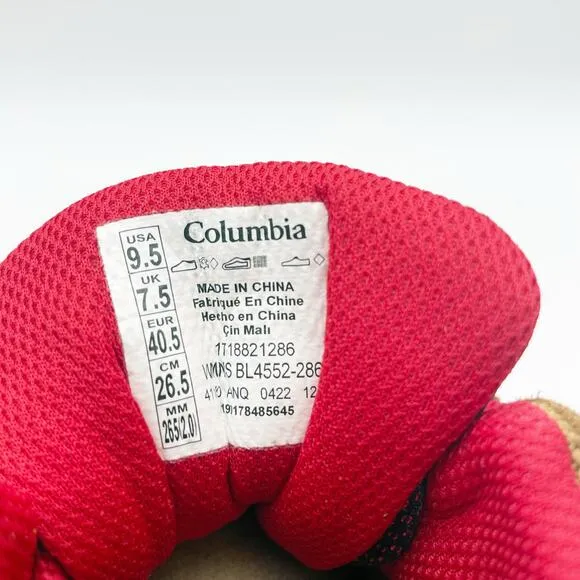 USA
9.5
UK
7.5
EUR
40.5
CM
26.5
MM
265(2.0)
Columbia
MADE IN CHINA
Fabriqué En Chine
Hecho en China
Çin Malı
1718821286
BL4552-286
ANQ 0422 12